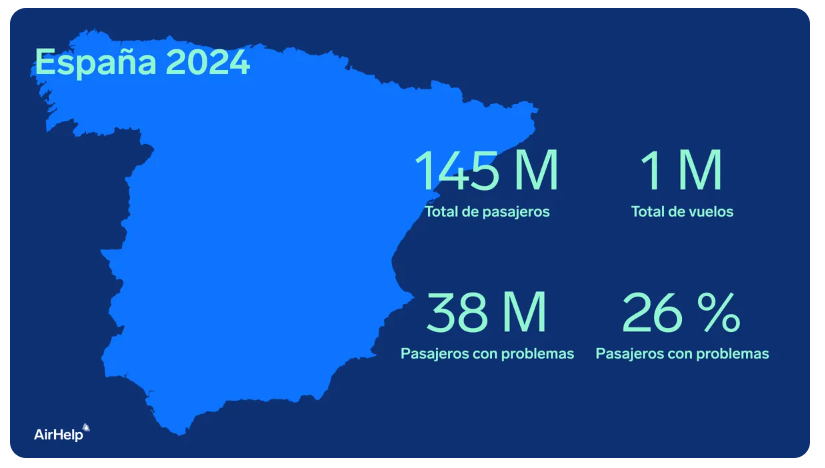 España 2024
145 M
Total de pasajeros
1 M
Total de vuelos
38 M
Pasajeros con problemas
26 %
Pasajeros con problemas
AirHelp